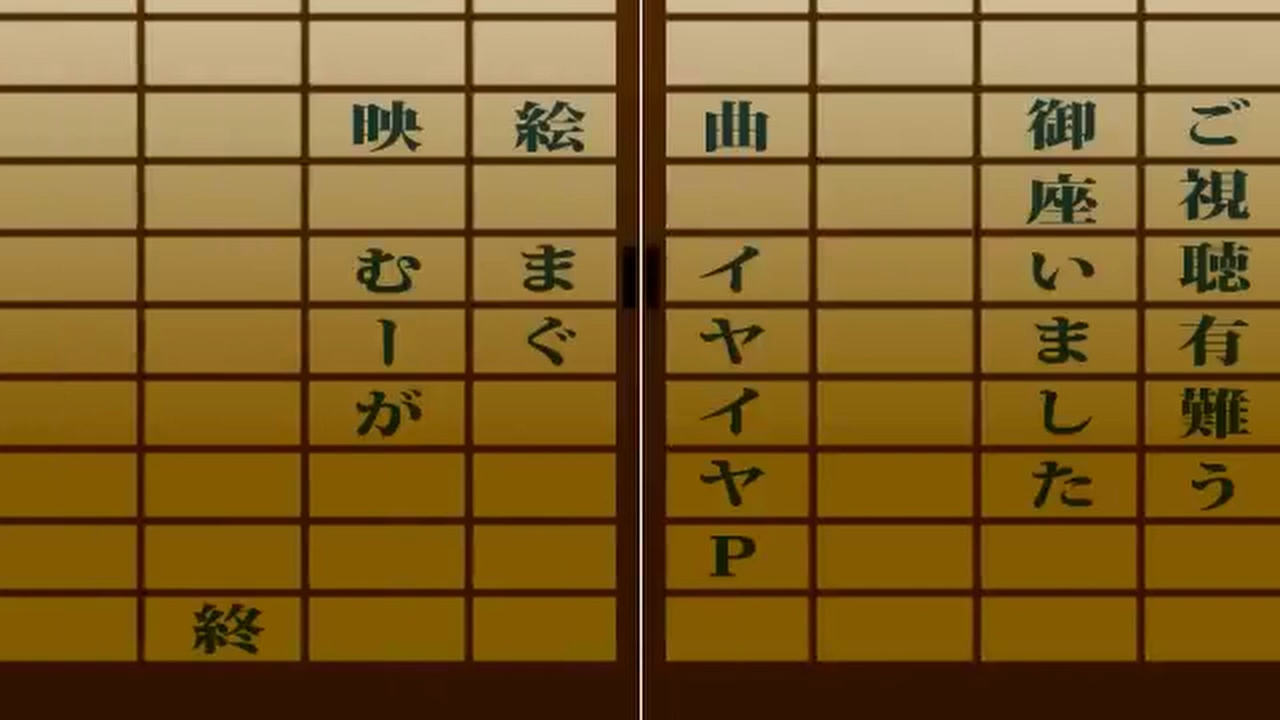 ご視聴有難う
御座いました
曲 イヤイヤP
絵 まぐ
映 むーが
終